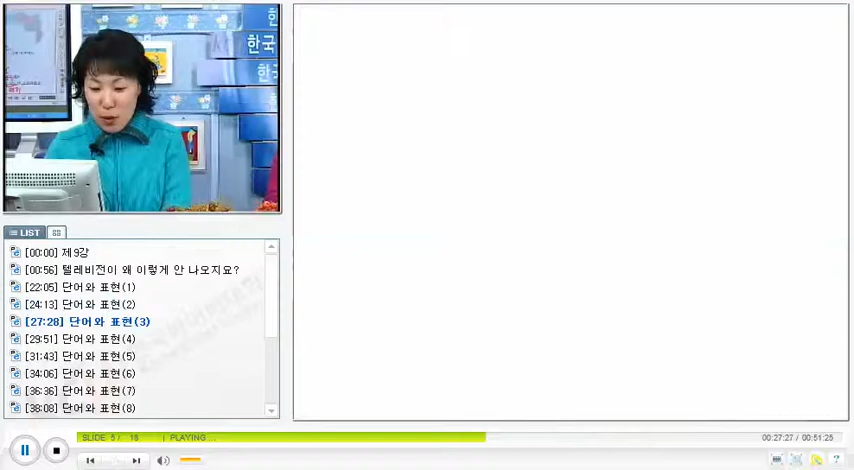 한국
한국
LIST
[00:00] 제9강
[00:56] 텔레비전이 왜 이렇게 안 나오지요?
[22:05] 단어와 표현(1)
[24:13] 단어와 표현(2)
[27:28] 단어와 표현(3)
[29:51] 단어와 표현(4)
[31:43] 단어와 표현(5)
[34:06] 단어와 표현(6)
[36:36] 단어와 표현(7)
[38:08] 단어와 표현(8)
SLIDE 5 / 16 | PLAYING ...
00:27:27 / 00:51:25